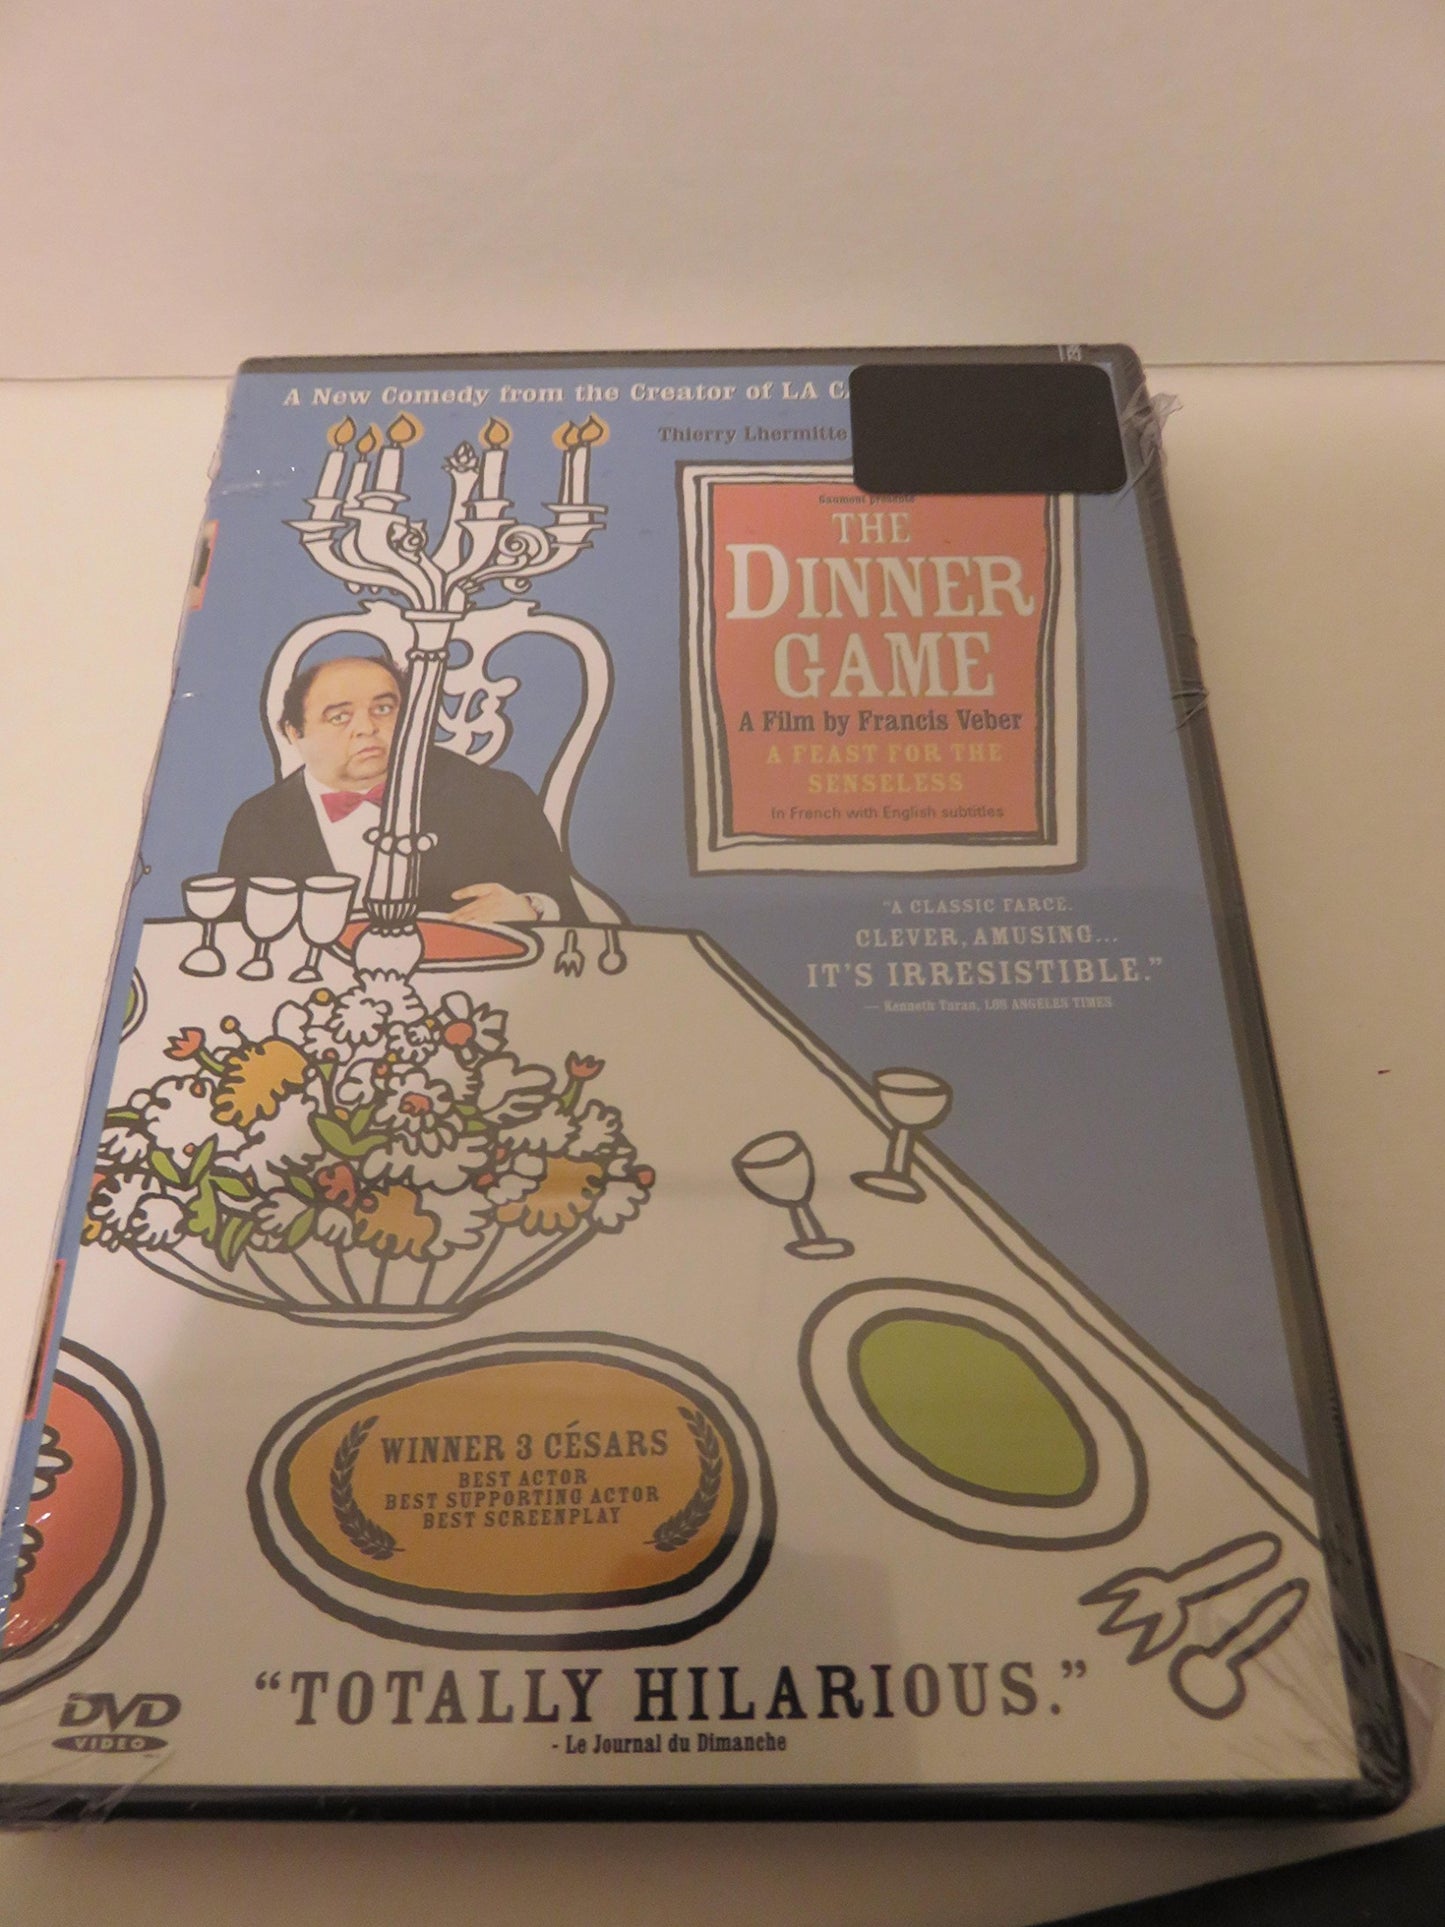 A New Comedy from the Creator of LA CA
Thierry Lhermitte
Gaumont presents
THE
DINNER
GAME
A Film by Francis Veber
A FEAST FOR THE
SENSELESS
In French with English subtitles
"A CLASSIC FARCE.
CLEVER, AMUSING...
IT'S IRRESISTIBLE."
— Kenneth Turan, LOS ANGELES TIMES
WINNER 3 CÉSARS
BEST ACTOR
BEST SUPPORTING ACTOR
BEST SCREENPLAY
"TOTALLY HILARIOUS."
- Le Journal du Dimanche
DVD
VIDEO